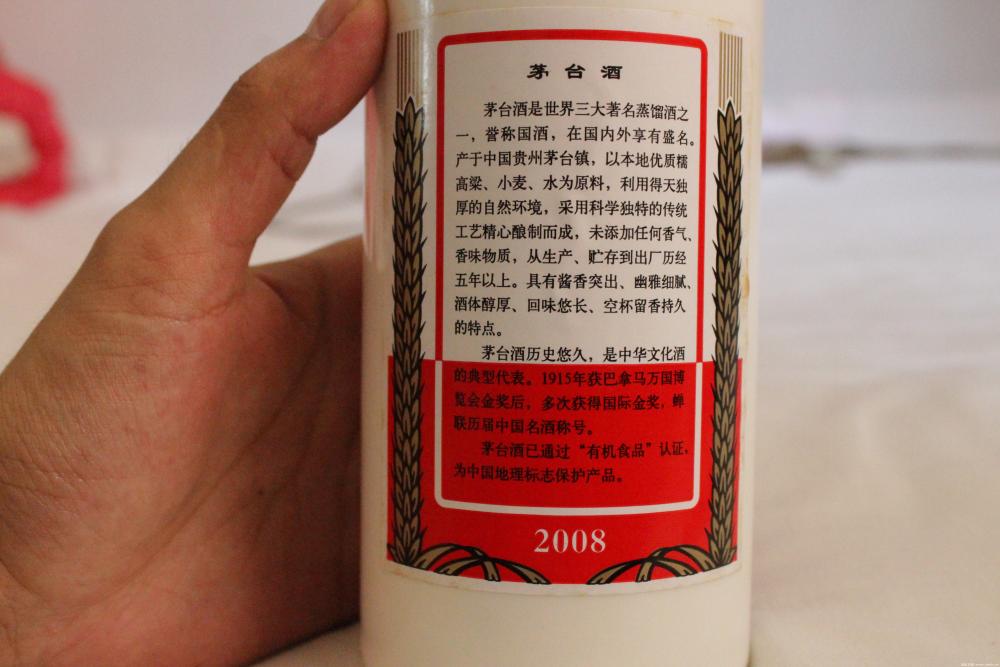 茅台酒
茅台酒是世界三大著名蒸馏酒之
一，誉称国酒，在国内外享有盛名。
产于中国贵州茅台镇，以本地优质糯
高粱、小麦、水为原料，利用得天独
厚的自然环境，采用科学独特的传统
工艺精心酿制而成，未添加任何香气、
香味物质，从生产、贮存到出厂历经
五年以上。具有酱香突出、幽雅细腻、
酒体醇厚、回味悠长、空杯留香持久
的特点。
茅台酒历史悠久，是中华文化酒
的典型代表。1915年获巴拿马万国博
览会金奖后，多次获得国际金奖，蝉
联历届中国名酒称号。
茅台酒已通过“有机食品”认证，
为中国地理标志保护产品。
2008